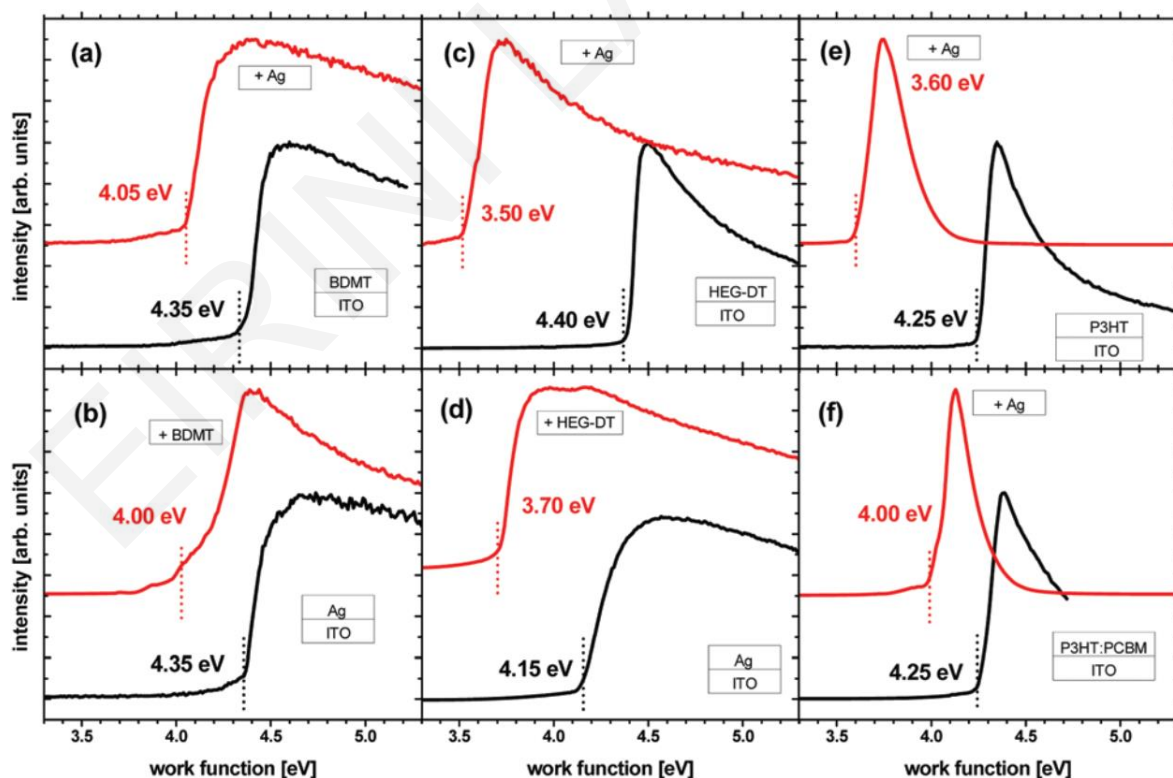 (a)
+ Ag
4.05 eV
BDMT
ITO
4.35 eV
(c)
+ Ag
3.50 eV
HEG-DT
ITO
4.40 eV
(e)
+ Ag
3.60 eV
P3HT
ITO
4.25 eV
intensity [arb. units]
(b)
+ BDMT
4.00 eV
Ag
ITO
4.35 eV
(d)
+ HEG-DT
3.70 eV
Ag
ITO
4.15 eV
(f)
+ Ag
4.00 eV
P3HT:PCBM
ITO
4.25 eV
intensity [arb. units]
3.5 4.0 4.5 5.0 3.5 4.0 4.5 5.0 3.5 4.0 4.5 5.0
work function [eV] work function [eV] work function [eV]
EIRINI